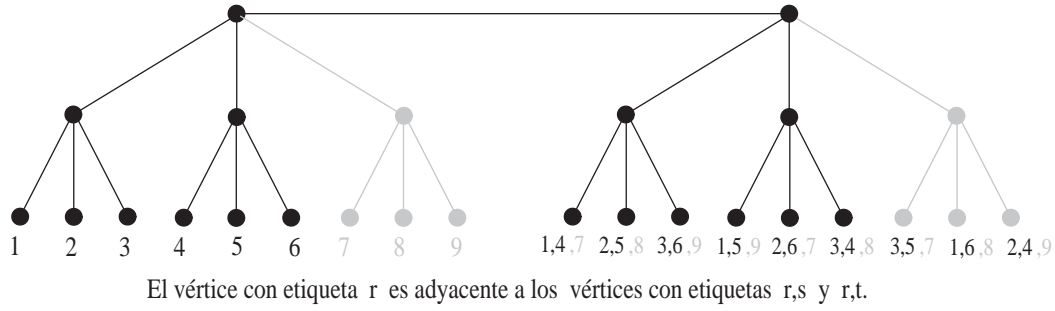 1 2 3 4 5 6 7 8 9 1,4,7 2,5,8 3,6,9 1,5,9 2,6,7 3,4,8 3,5,7 1,6,8 2,4,9
El vértice con etiqueta r es adyacente a los vértices con etiquetas r,s y r,t.